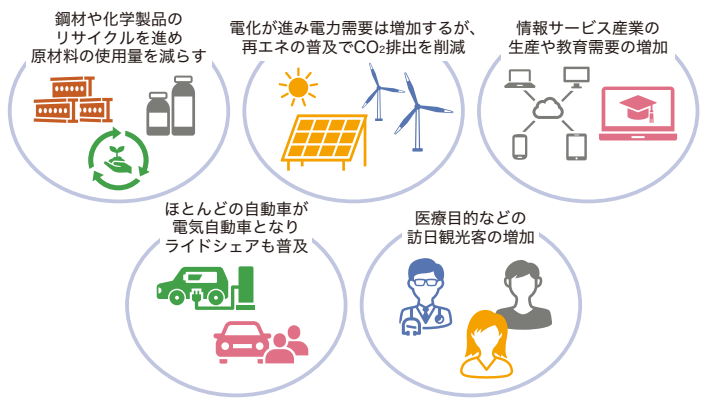 鋼材や化学製品の
リサイクルを進め
原材料の使用量を減らす
電化が進み電力需要は増加するが、
再エネの普及でCO₂排出を削減
情報サービス産業の
生産や教育需要の増加
ほとんどの自動車が
電気自動車となり
ライドシェアも普及
医療目的などの
訪日観光客の増加